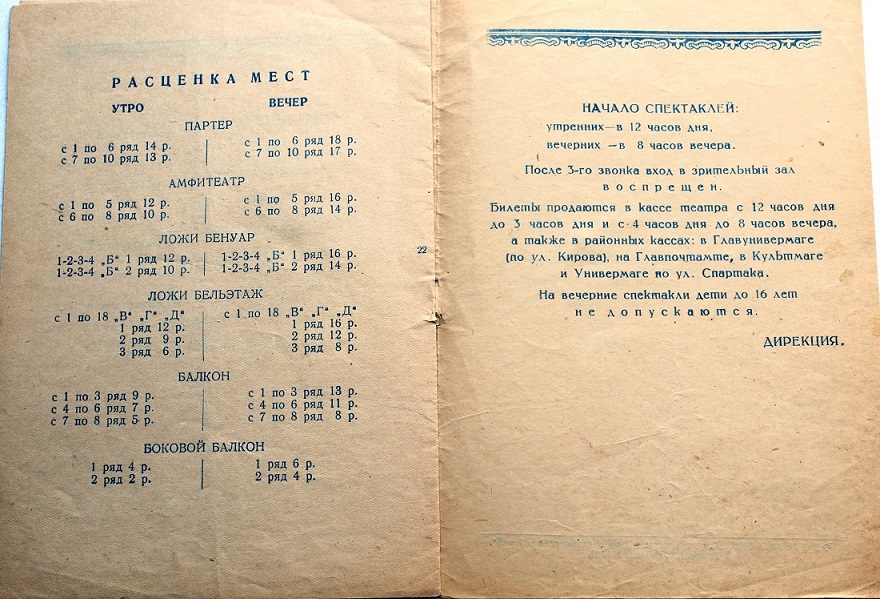 РАСЦЕНКА МЕСТ
УТРО ВЕЧЕР
ПАРТЕР
с 1 по 6 ряд 14 р. с 1 по 6 ряд 18 р.
с 7 по 10 ряд 13 р. с 7 по 10 ряд 17 р.
АМФИТЕАТР
с 1 по 5 ряд 12 р. с 1 по 5 ряд 16 р.
с 6 по 8 ряд 10 р. с 6 по 8 ряд 14 р.
ЛОЖИ БЕНУАР
1-2-3-4 „Б“ 1 ряд 12 р. 1-2-3-4 „Б“ 1 ряд 16 р.
1-2-3-4 „Б“ 2 ряд 10 р. 1-2-3-4 „Б“ 2 ряд 14 р.
ЛОЖИ БЕЛЬЭТАЖ
с 1 по 18 „В“ „Г“ „Д“ с 1 по 18 „В“ „Г“ „Д“
1 ряд 12 р. 1 ряд 16 р.
2 ряд 9 р. 2 ряд 12 р.
3 ряд 6 р. 3 ряд 8 р.
БАЛКОН
с 1 по 3 ряд 9 р. с 1 по 3 ряд 13 р.
с 4 по 6 ряд 7 р. с 4 по 6 ряд 11 р.
с 7 по 8 ряд 5 р. с 7 по 8 ряд 8 р.
БОКОВОЙ БАЛКОН
1 ряд 4 р. 1 ряд 6 р.
2 ряд 2 р. 2 ряд 4 р.
22
НАЧАЛО СПЕКТАКЛЕЙ:
утренних—в 12 часов дня,
вечерних —в 8 часов вечера.
После 3-го звонка вход в зрительный зал
воспрещен.
Билеты продаются в кассе театра с 12 часов дня
до 3 часов дня и с 4 часов дня до 8 часов вечера,
а также в районных кассах: в Главунивермаге
(по ул. Кирова), на Главпочтамте, в Культмаге
и Универмаге по ул. Спартака.
На вечерние спектакли дети до 16 лет
не допускаются.
ДИРЕКЦИЯ.